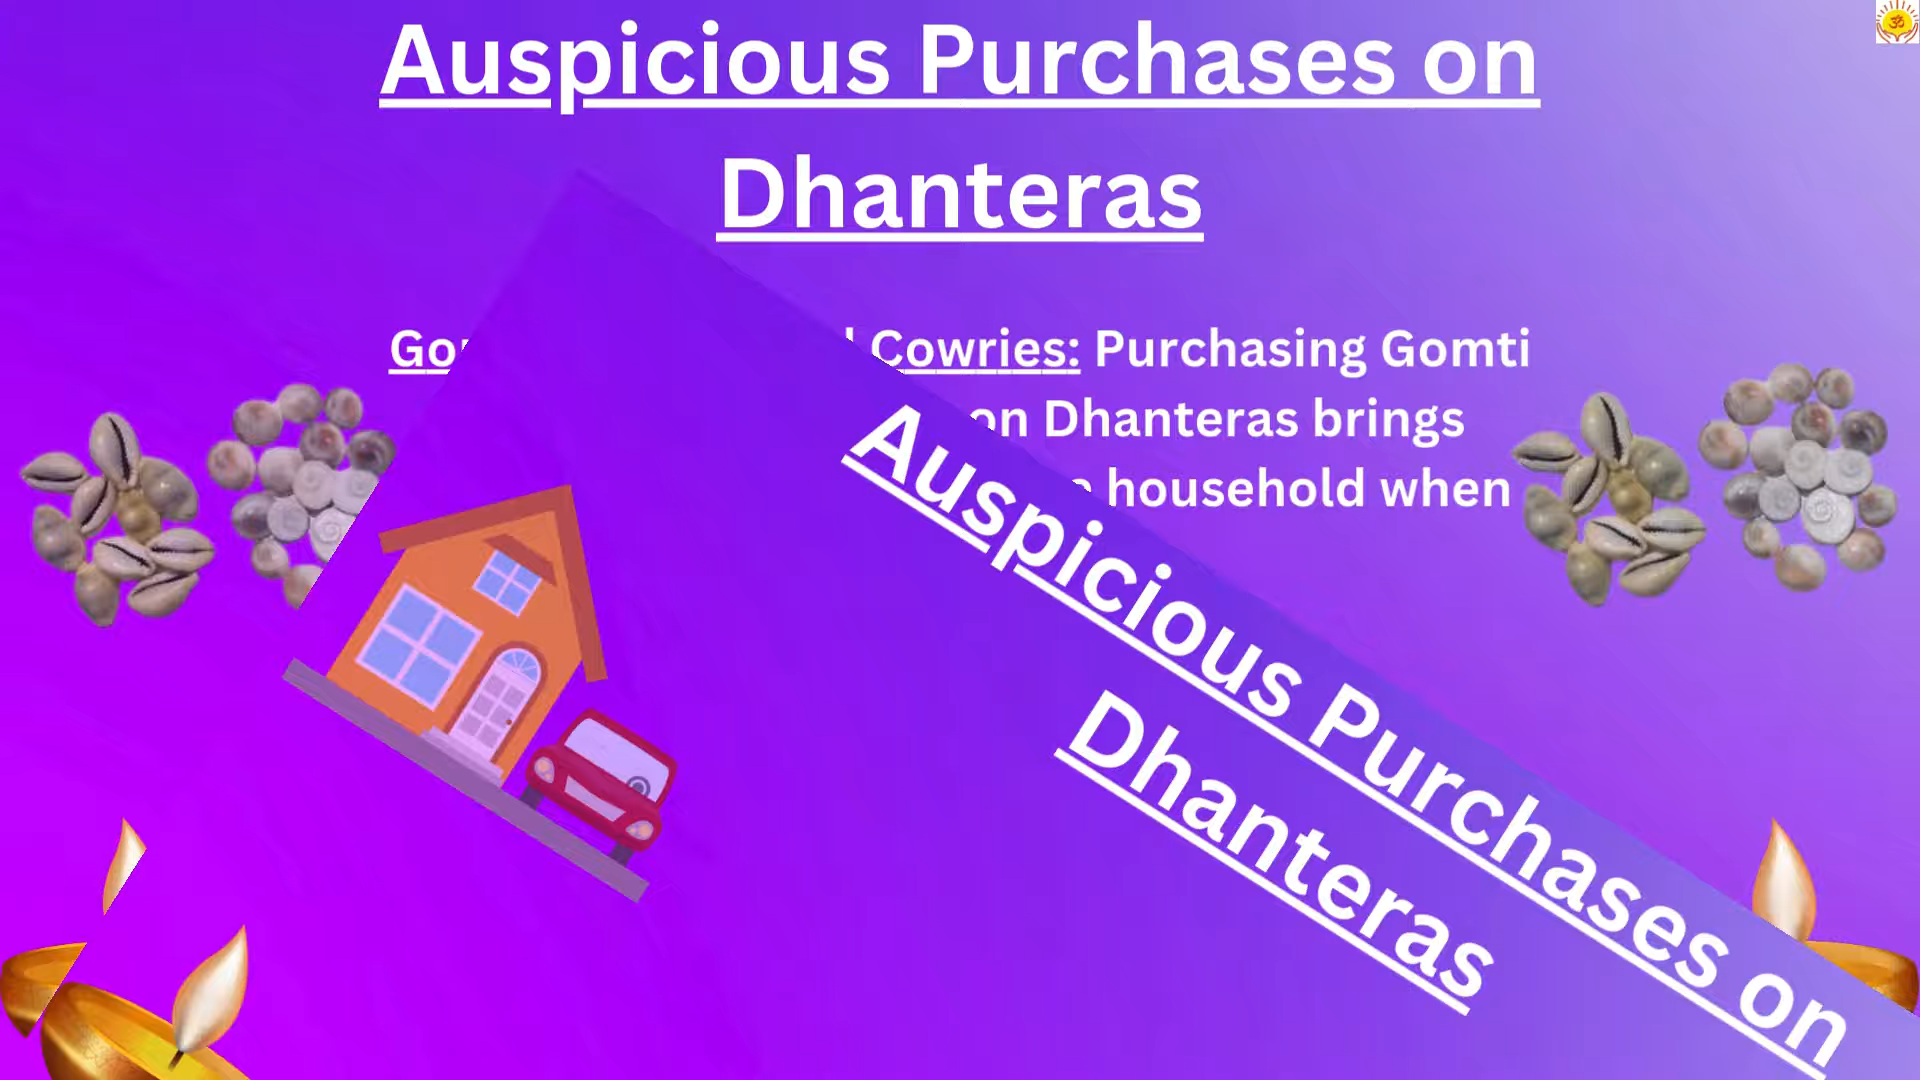 Auspicious Purchases on
Dhanteras
Cowries: Purchasing Gomti
on Dhanteras brings
household when
Auspicious Purchases on
Dhanteras
ॐ